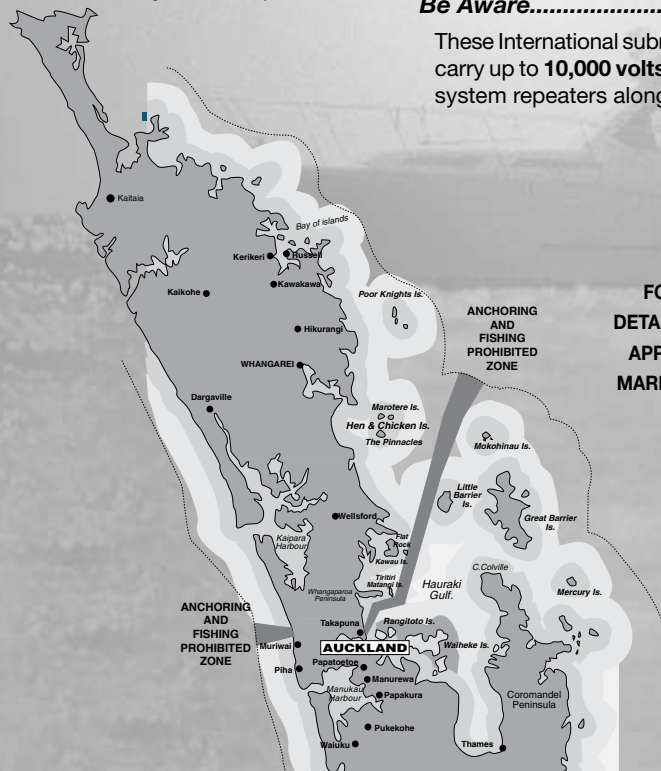 Be Aware......................
These International subm
carry up to 10,000 volts
system repeaters along
FO
DETA
APP
MARI
ANCHORING
AND
FISHING
PROHIBITED
ZONE
Kaitaia
Bay of islands
Kerikeri
Russell
Kawakawa
Kaikohe
Poor Knights Is.
Hikurangi
WHANGAREI
Dargaville
Marotere Is.
Hen & Chicken Is.
The Pinnacles
Mokohinau Is.
Little
Barrier
Is.
Great Barrier
Is.
Wellsford
Kaipara
Harbour
Flat
Rock
Kawau Is.
Tiritiri
Matangi Is.
Whangaparoa
Peninsula
Hauraki
Gulf.
C.Colville
Mercury Is.
ANCHORING
AND
FISHING
PROHIBITED
ZONE
Takapuna
Rangitoto Is.
Muriwai
AUCKLAND
Waiheke Is.
Piha
Papatoetoe
Manurewa
Manukau
Harbour
Papakura
Coromandel
Peninsula
Pukekohe
Waiuku
Thames